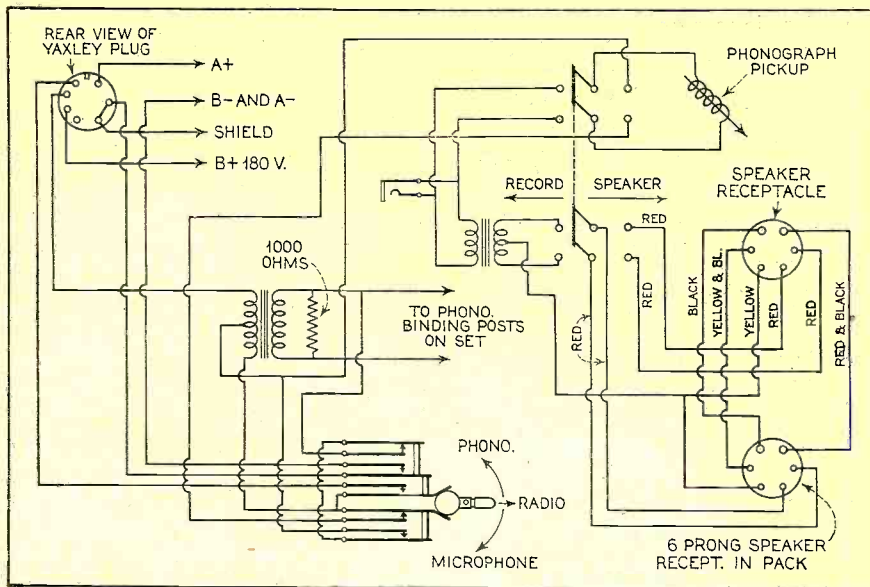 REAR VIEW OF
YAXLEY PLUG
A+
B- AND A-
SHIELD
B+ 180 V.
PHONOGRAPH
PICKUP
RECORD
SPEAKER
SPEAKER
RECEPTACLE
1000
OHMS
TO PHONO.
BINDING POSTS
ON SET
RED
RED
RED
BLACK
YELLOW & BL.
YELLOW
RED
RED
RED & BLACK
PHONO.
RADIO
MICROPHONE
6 PRONG SPEAKER
RECEPT. IN PACK